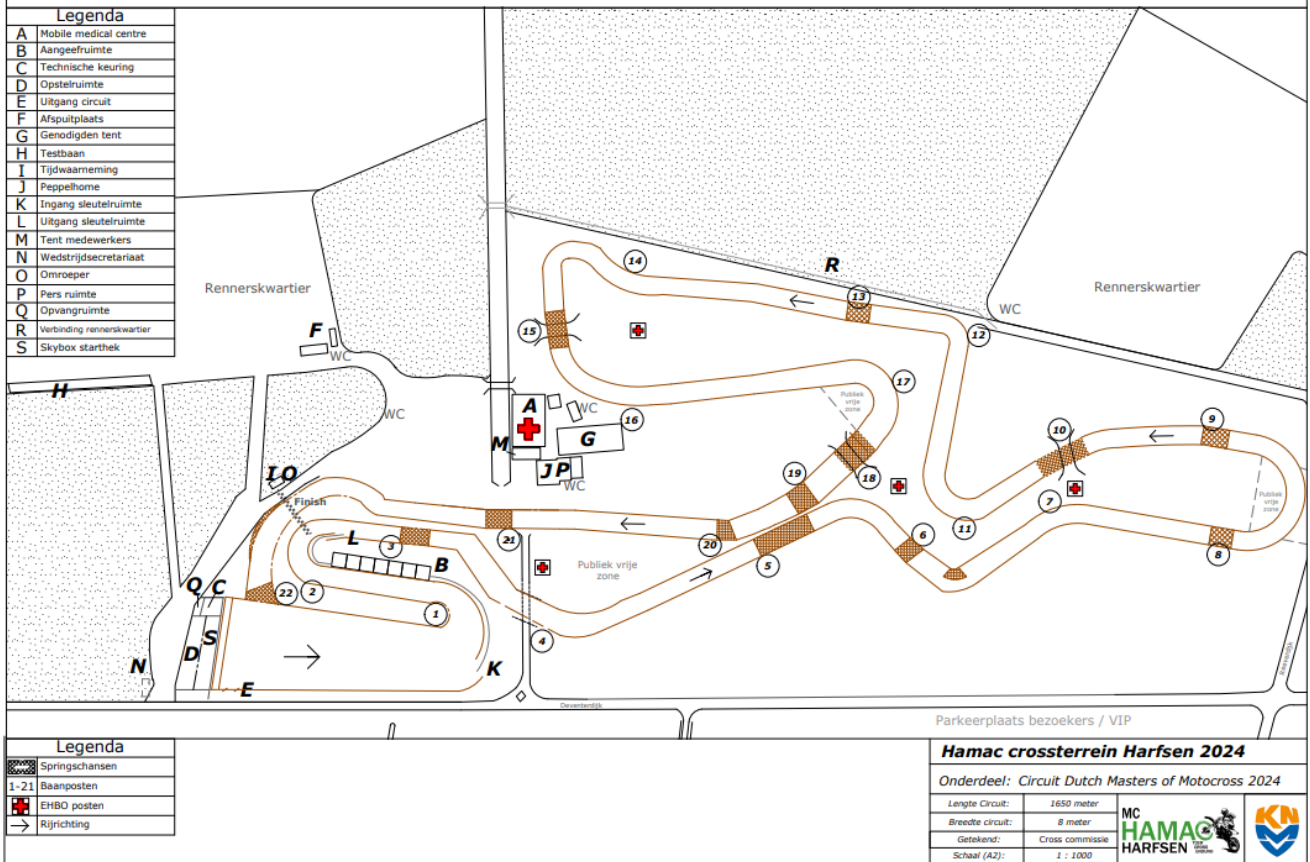 Legenda
A Mobile medical centre
B Aangeefruimte
C Technische keuring
D Opstelruimte
E Uitgang circuit
F Afspuitplaats
G Genodigden tent
H Testbaan
I Tijdwaarneming
J Peppelhome
K Ingang sleutelruimte
L Uitgang sleutelruimte
M Tent medewerkers
N Wedstrijdsecretariaat
O Omroeper
P Pers ruimte
Q Opvangruimte
R Verbinding rennerskwartier
S Skybox starthek
Rennerskwartier
Rennerskwartier
R
14
13
WC
12
15
F
WC
H
17
WC
A
WC
Publiek
vrije
zone
16
9
10
M
G
J P
WC
I O
Finish
19
18
7
Publiek
vrije
zone
11
L
3
21
20
6
8
5
B
Publiek vrije
zone
Q C
22
2
1
4
S
D
N
E
K
Deventerdijk
Parkeerplaats bezoekers / VIP
Legenda
Springschansen
1-21 Baanposten
EHBO posten
Rijrichting
Hamac crossterrein Harfsen 2024
Onderdeel: Circuit Dutch Masters of Motocross 2024
Lengte Circuit: 1650 meter
Breedte circuit: 8 meter
Getekend: Cross commissie
Schaal (A2): 1 : 1000
MC
HAMAC
HARFSEN
KN
V